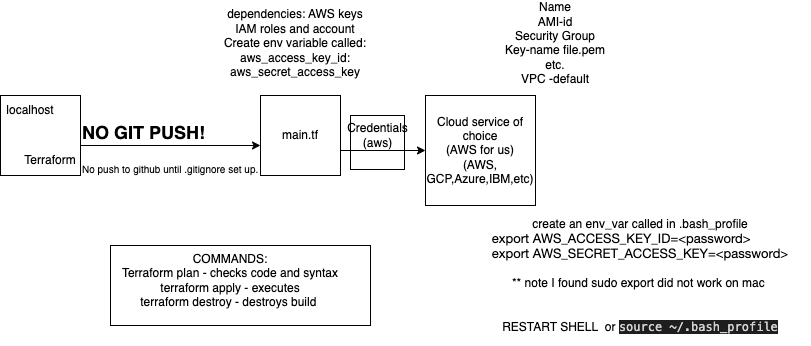 dependencies: AWS keys
IAM roles and account
Create env variable called:
aws_access_key_id:
aws_secret_access_key
Name
AMI-id
Security Group
Key-name file.pem
etc.
VPC -default
localhost
Terraform
NO GIT PUSH!
No push to github until .gitignore set up.
main.tf
Credentials
(aws)
Cloud service of
choice
(AWS for us)
(AWS,
GCP,Azure,IBM,etc)
create an env_var called in .bash_profile
export AWS_ACCESS_KEY_ID=<password>
export AWS_SECRET_ACCESS_KEY=<password>
** note I found sudo export did not work on mac
RESTART SHELL or source ~/.bash_profile
COMMANDS:
Terraform plan - checks code and syntax
terraform apply - executes
terraform destroy - destroys build